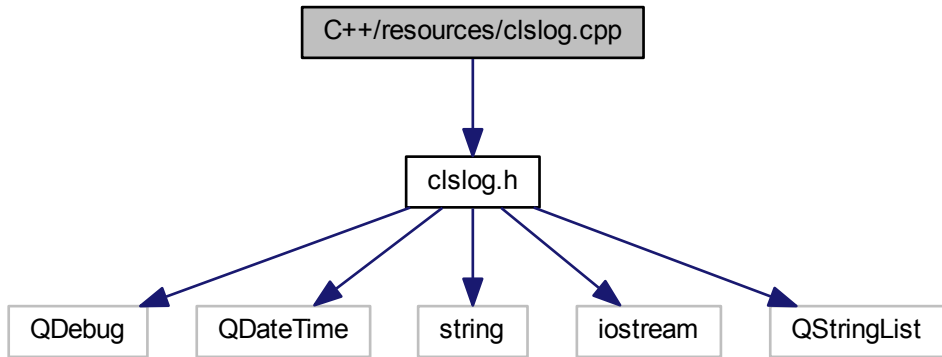 C++/resources/clslog.cpp
clslog.h
QDebug
QDateTime
string
iostream
QStringList